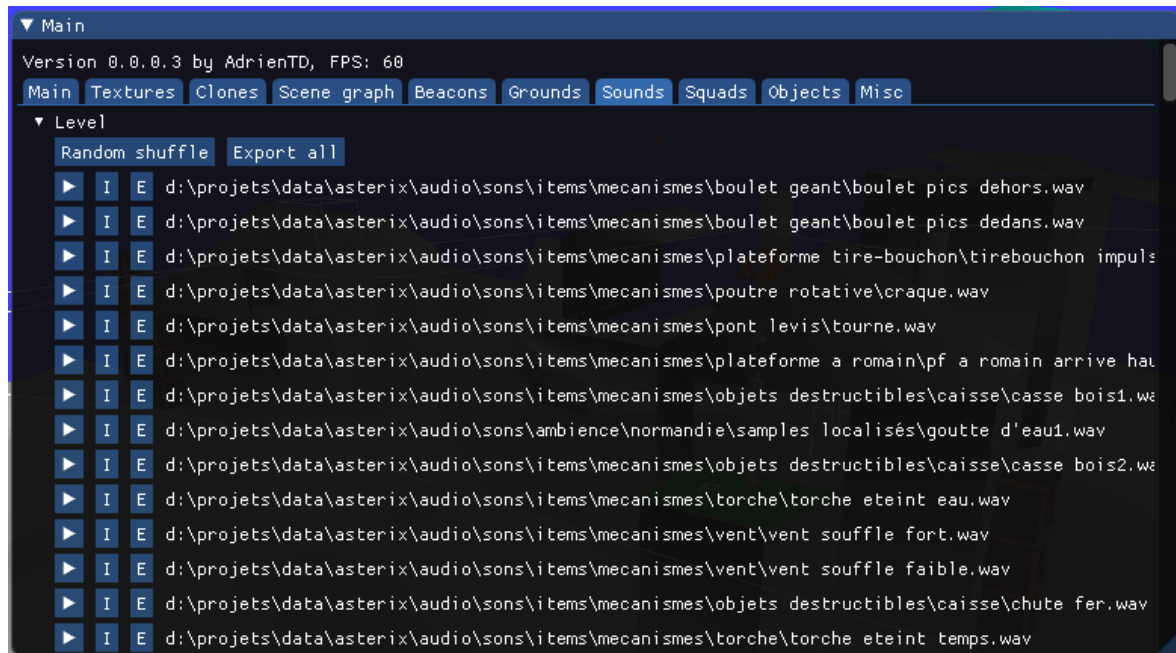 Main
Version 0.0.0.3 by AdrienTD, FPS: 60
Main Textures Clones Scene graph Beacons Grounds Sounds Squads Objects Misc
Level
Random shuffle Export all
I E d:\projets\data\asterix\audio\sons\items\mecanismes\boulet geant\boulet pics dehors.wav
I E d:\projets\data\asterix\audio\sons\items\mecanismes\boulet geant\boulet pics dedans.wav
I E d:\projets\data\asterix\audio\sons\items\mecanismes\plateforme tire-bouchon\tirebouchon impuls
I E d:\projets\data\asterix\audio\sons\items\mecanismes\poutre rotative\craque.wav
I E d:\projets\data\asterix\audio\sons\items\mecanismes\pont levis\tourne.wav
I E d:\projets\data\asterix\audio\sons\items\mecanismes\plateforme a romain\pf a romain arrive hau
I E d:\projets\data\asterix\audio\sons\items\mecanismes\objets destructibles\caisse\casse bois1.wa
I E d:\projets\data\asterix\audio\sons\ambience\normandie\samples localisés\goutte d'eau1.wav
I E d:\projets\data\asterix\audio\sons\items\mecanismes\objets destructibles\caisse\casse bois2.wa
I E d:\projets\data\asterix\audio\sons\items\mecanismes\torche\torche eteint eau.wav
I E d:\projets\data\asterix\audio\sons\items\mecanismes\vent\vent souffle fort.wav
I E d:\projets\data\asterix\audio\sons\items\mecanismes\vent\vent souffle faible.wav
I E d:\projets\data\asterix\audio\sons\items\mecanismes\objets destructibles\caisse\chute fer.wav
I E d:\projets\data\asterix\audio\sons\items\mecanismes\torche\torche eteint temps.wav